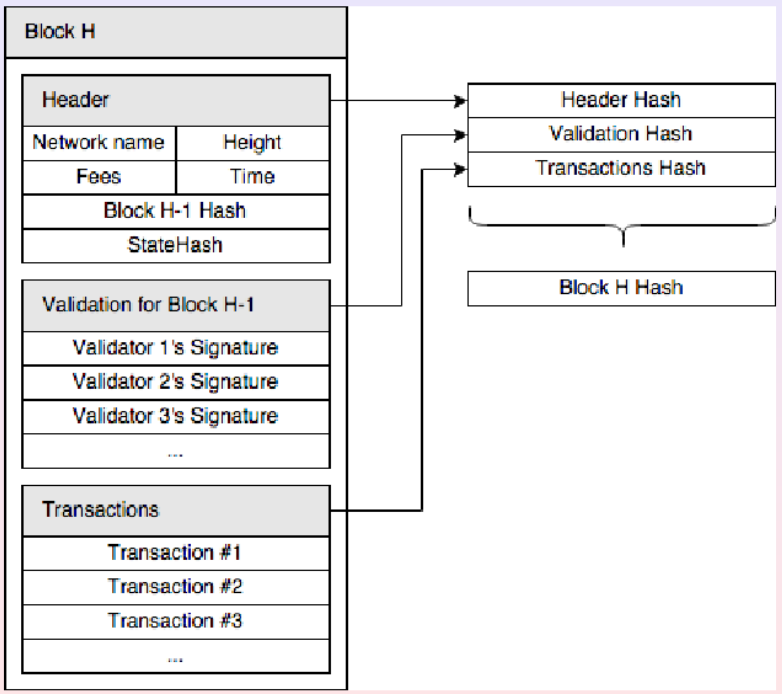 Block H
Header
Network name
Height
Fees
Time
Block H-1 Hash
StateHash
Validation for Block H-1
Validator 1's Signature
Validator 2's Signature
Validator 3's Signature
...
Transactions
Transaction #1
Transaction #2
Transaction #3
...
Header Hash
Validation Hash
Transactions Hash
Block H Hash